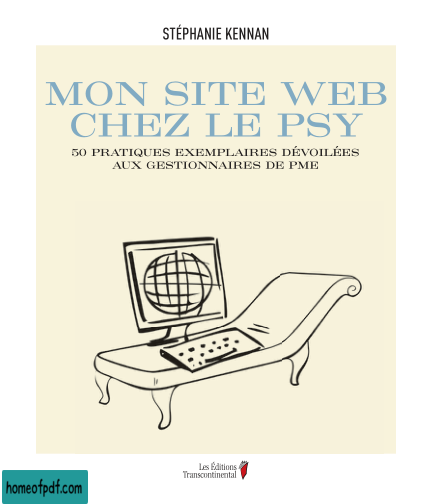 STÉPHANIE KENNAN
MON SITE WEB
CHEZ LE PSY
50 PRATIQUES EXEMPLAIRES DÉVOILÉES
AUX GESTIONNAIRES DE PME
Les Éditions
Transcontinental
homeofpdf.com